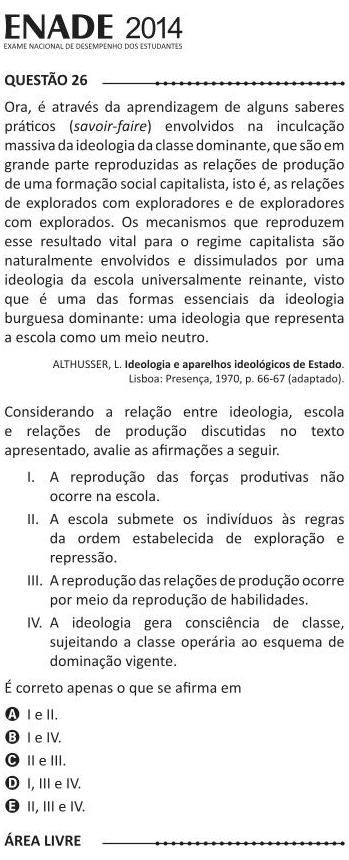 ENADE 2014
EXAME NACIONAL DE DESEMPENHO DOS ESTUDANTES
QUESTÃO 26
Ora, é através da aprendizagem de alguns saberes
práticos (savoir-faire) envolvidos na inculcação
massiva da ideologia da classe dominante, que são em
grande parte reproduzidas as relações de produção
de uma formação social capitalista, isto é, as relações
de explorados com exploradores e de exploradores
com explorados. Os mecanismos que reproduzem
esse resultado vital para o regime capitalista são
naturalmente envolvidos e dissimulados por uma
ideologia da escola universalmente reinante, visto
que é uma das formas essenciais da ideologia
burguesa dominante: uma ideologia que representa
a escola como um meio neutro.
ALTHUSSER, L. Ideologia e aparelhos ideológicos de Estado.
Lisboa: Presença, 1970, p. 66-67 (adaptado).
Considerando a relação entre ideologia, escola
e relações de produção discutidas no texto
apresentado, avalie as afirmações a seguir.
I. A reprodução das forças produtivas não
ocorre na escola.
II. A escola submete os indivíduos às regras
da ordem estabelecida de exploração e
repressão.
III. A reprodução das relações de produção ocorre
por meio da reprodução de habilidades.
IV. A ideologia gera consciência de classe,
sujeitando a classe operária ao esquema de
dominação vigente.
É correto apenas o que se afirma em
A I e II.
B I e IV.
C II e III.
D I, III e IV.
E II, III e IV.
ÁREA LIVRE